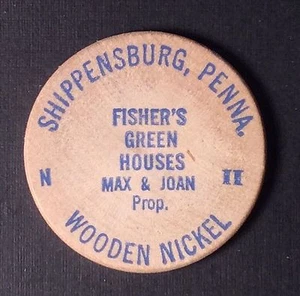 SHIPPENSBURG, PENNA.
FISHER'S
GREEN
HOUSES
N II
MAX & JOAN
Prop.
WOODEN NICKEL